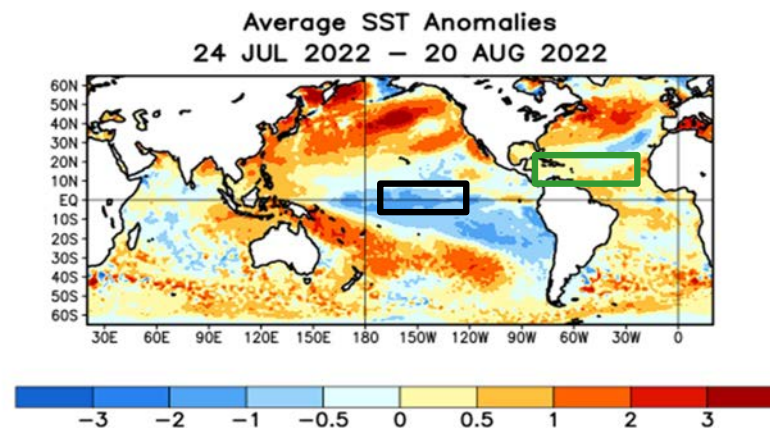 Average SST Anomalies
24 JUL 2022 – 20 AUG 2022
60N
50N
40N
30N
20N
10N
EQ
10S
20S
30S
40S
50S
60S
30E 60E 90E 120E 150E 180 150W 120W 90W 60W 30W 0
-3 -2 -1 -0.5 0 0.5 1 2 3